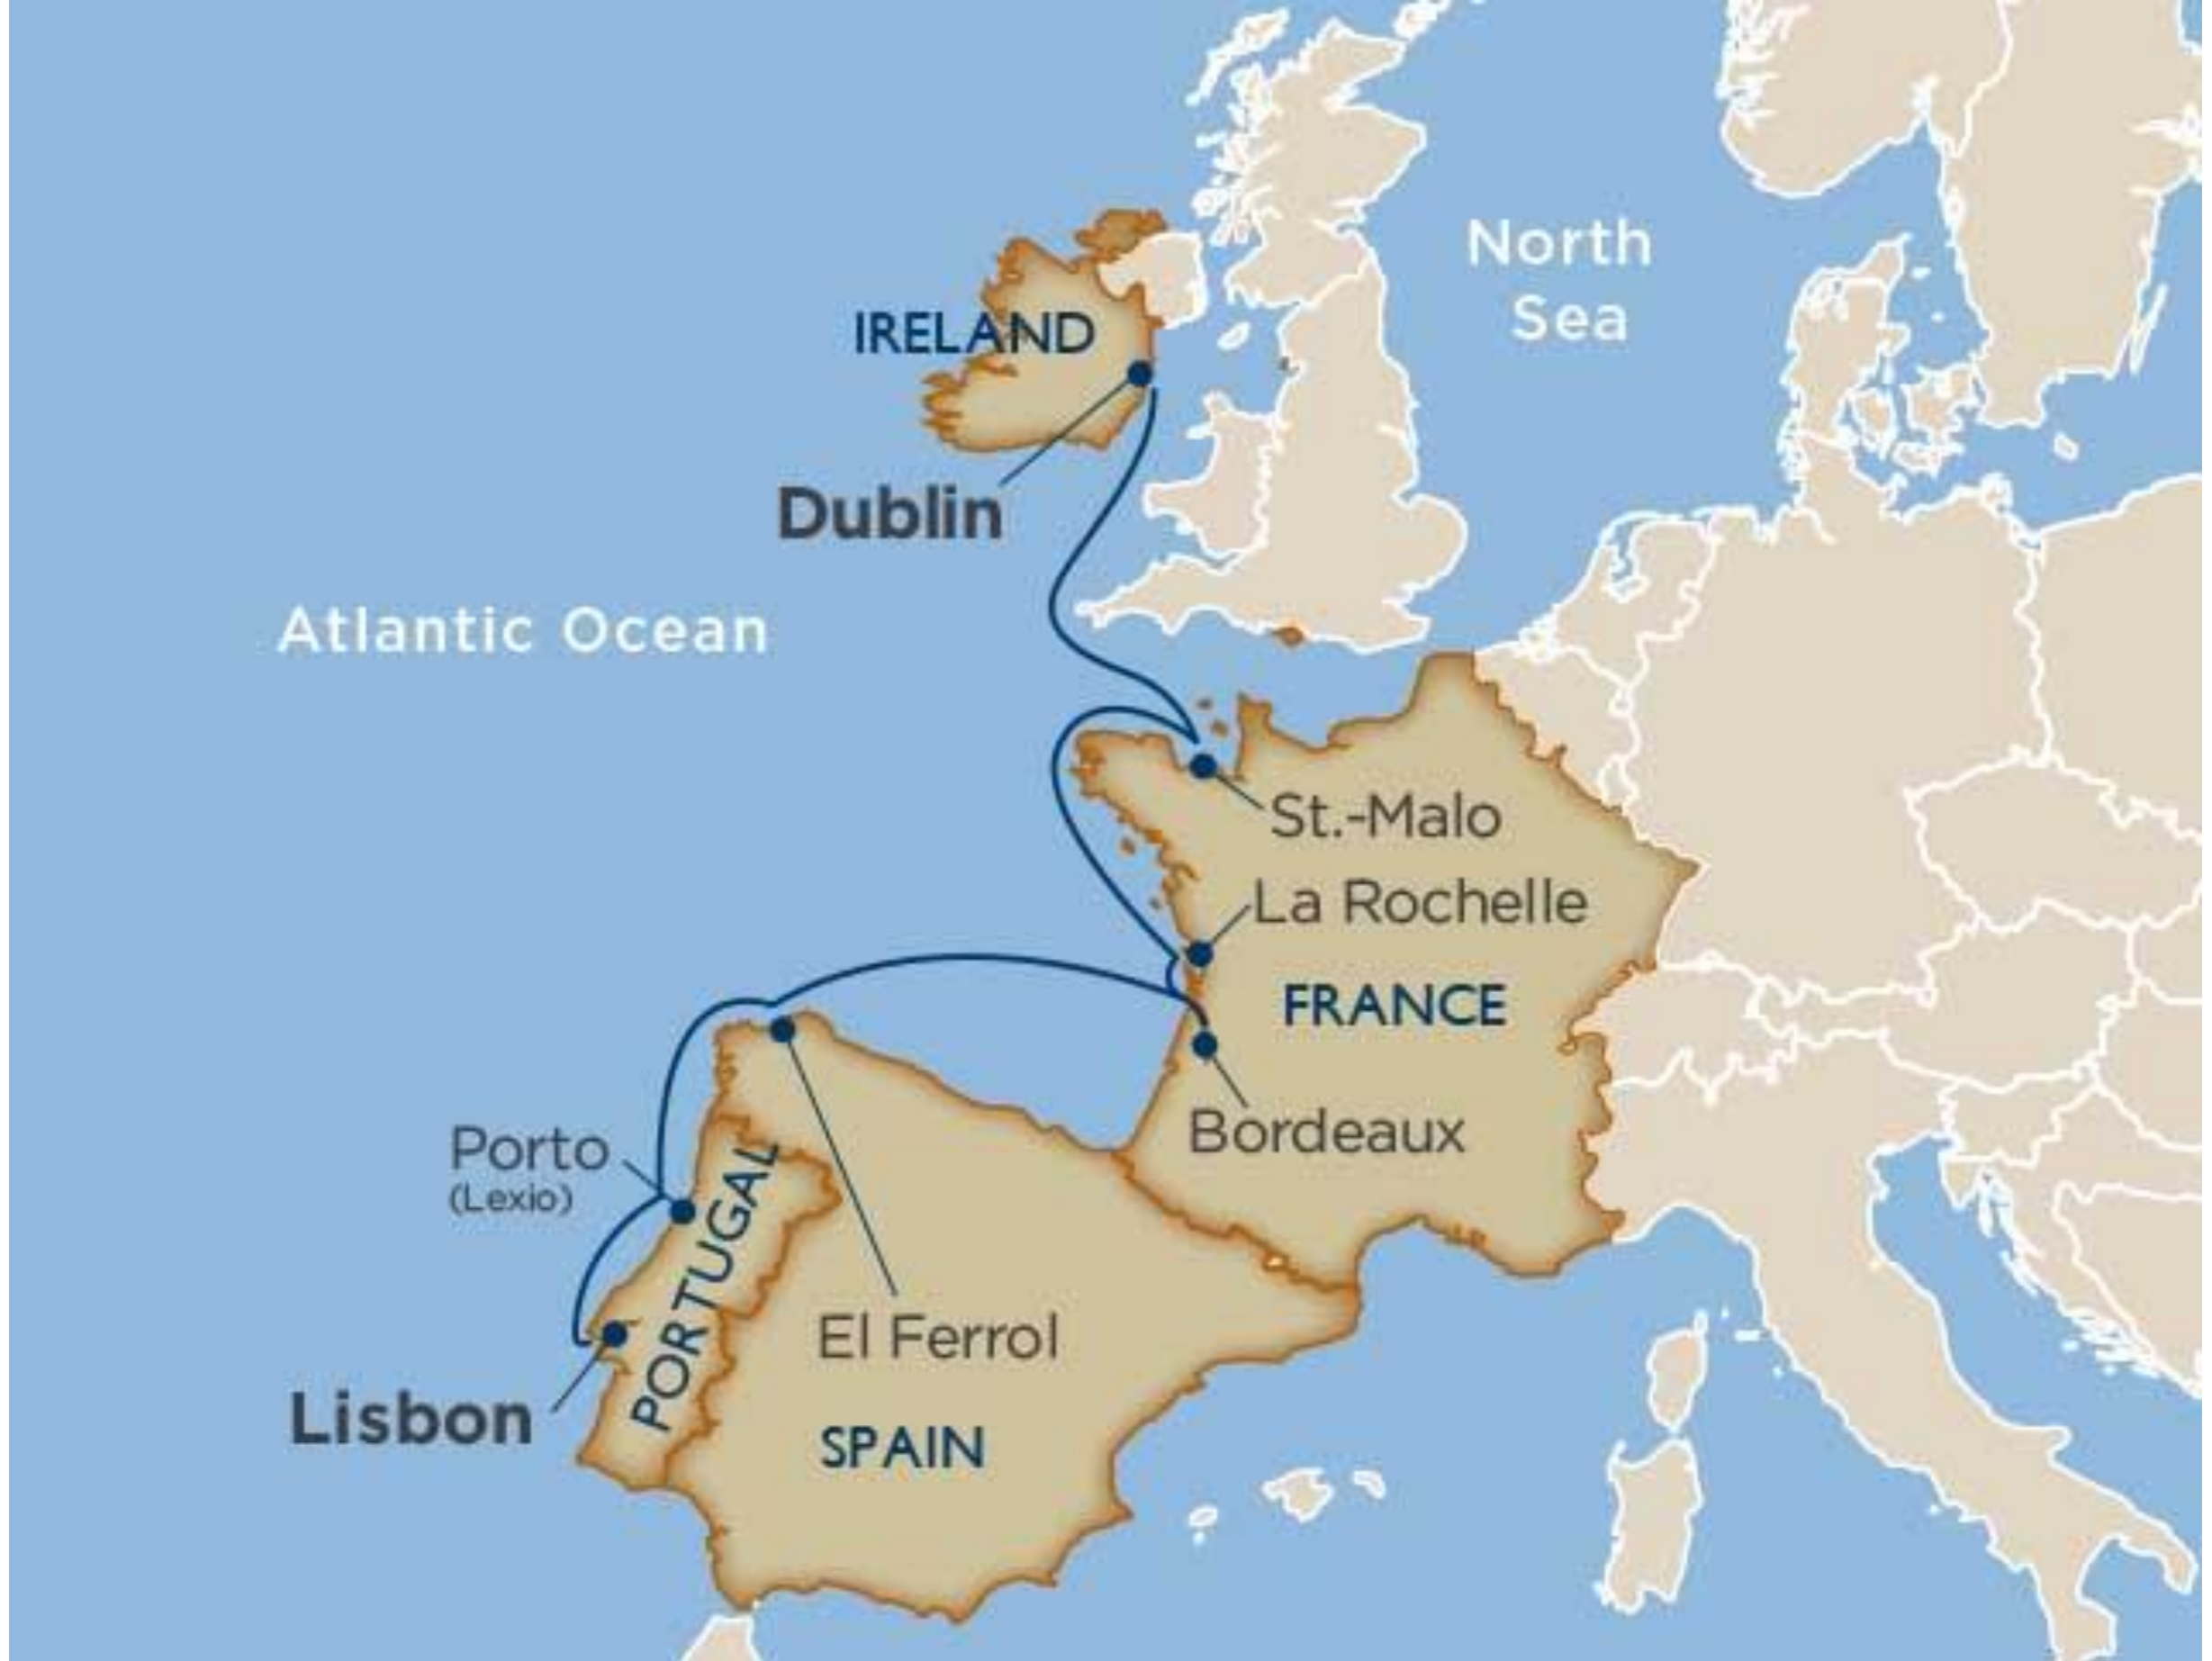 North
Sea
IRELAND
Dublin
Atlantic Ocean
St.-Malo
La Rochelle
FRANCE
Bordeaux
Porto
(Lexio)
PORTUGAL
El Ferrol
Lisbon
SPAIN